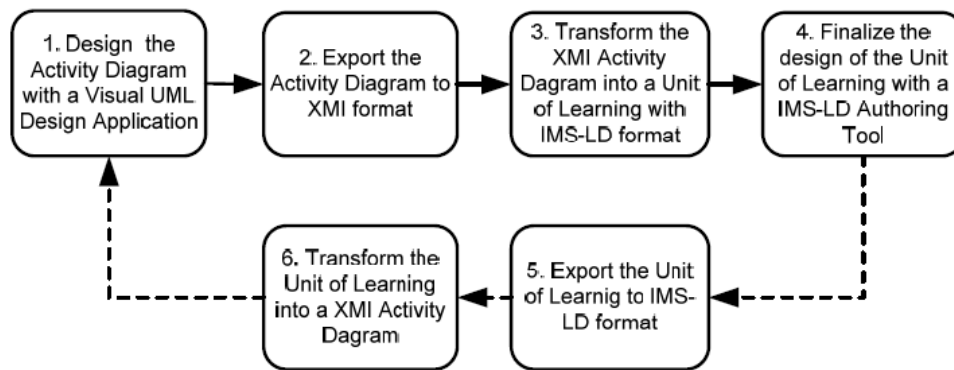 1. Design the
Activity Diagram
with a Visual UML
Design Application
2. Export the
Activity Diagram to
XMI format
3. Transform the
XMI Activity
Dagram into a Unit
of Learning with
IMS-LD format
4. Finalize the
design of the Unit
of Learning with a
IMS-LD Authoring
Tool
5. Export the Unit
of Learnig to IMS-
LD format
6. Transform the
Unit of Learning
into a XMI Activity
Dagram